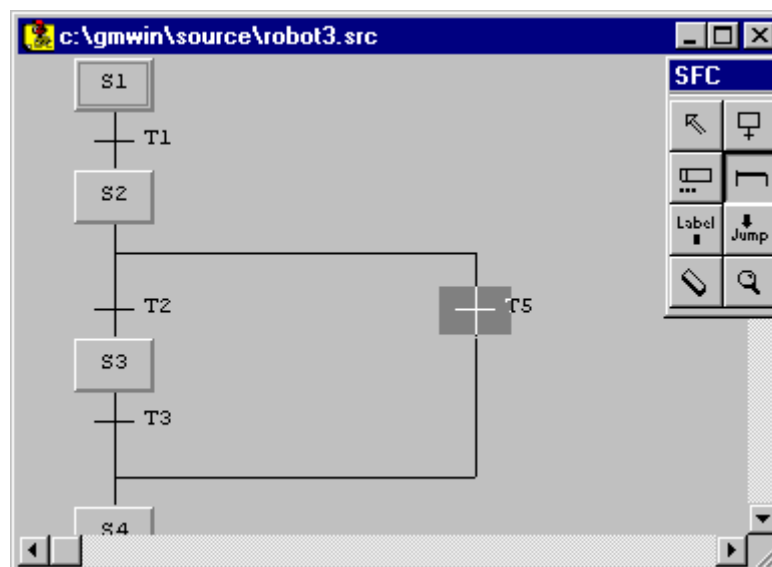 c:\gmwin\source\robot3.src
S1
SFC
T1
S2
Label
Jump
T2
T5
S3
T3
S4